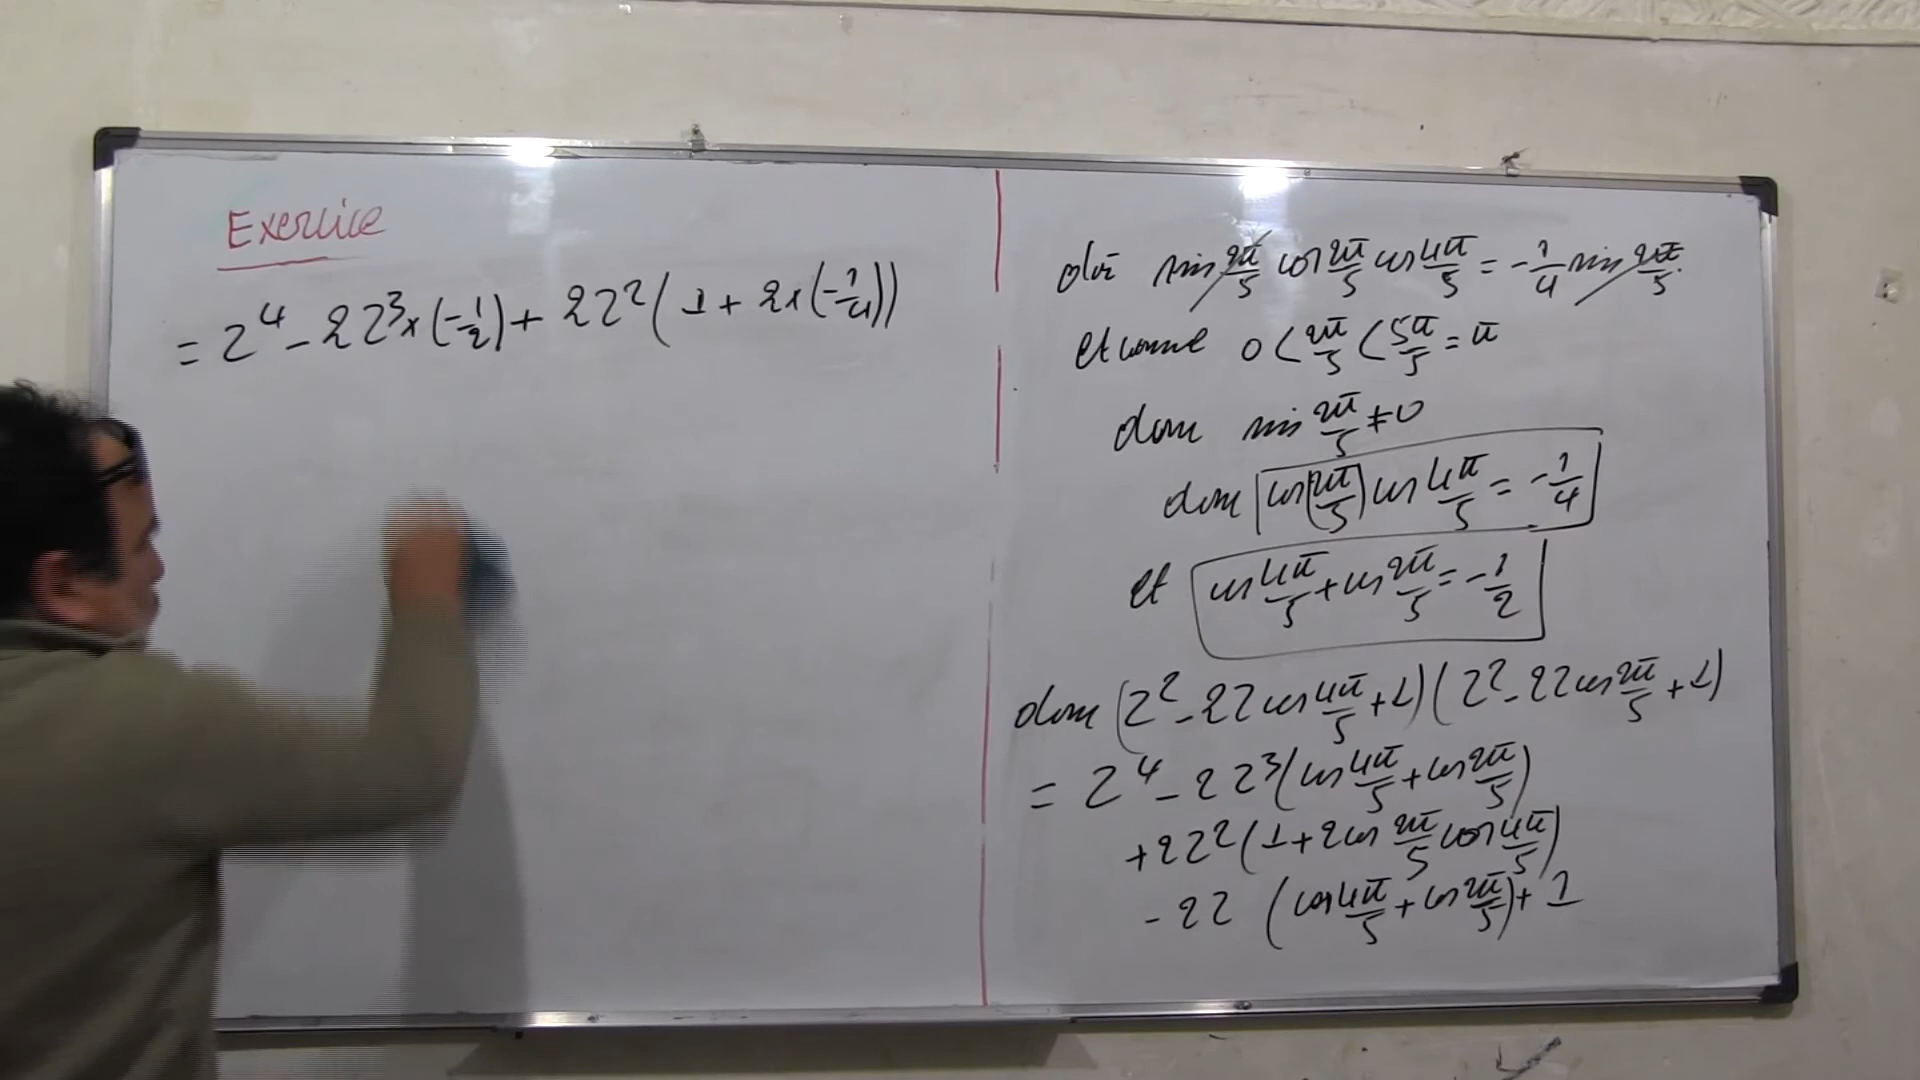 Exercice
= Z⁴ - 2Z³ × (-1/2) + 2Z² (1 + 2 × (-1/4))
d'où sin 2π/5 cos 2π/5 cos 4π/5 = -1/4 sin 2π/5
et comme 0 < 2π/5 < 5π/5 = π
donc sin 2π/5 ≠ 0
donc cos(2π/5) cos 4π/5 = -1/4
et cos 4π/5 + cos 2π/5 = -1/2
donc (Z² - 2Z cos 4π/5 + 1)(Z² - 2Z cos 2π/5 + 1)
= Z⁴ - 2Z³ (cos 4π/5 + cos 2π/5)
+ 2Z² (1 + 2cos 2π/5 cos 4π/5)
- 2Z (cos 4π/5 + cos 2π/5) + 1